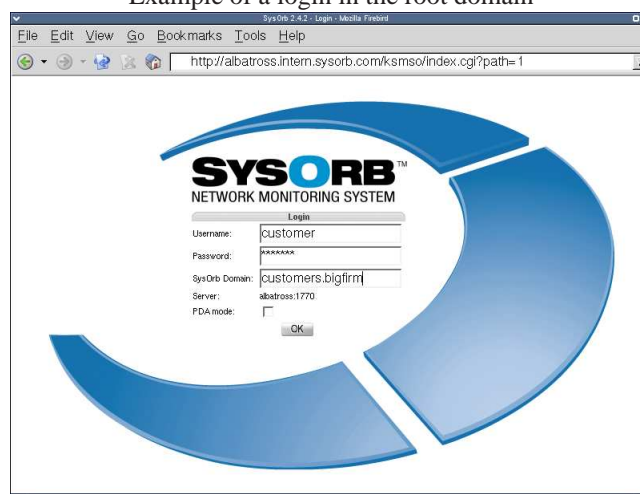 Example of a login in the root domain
SysOrb 2.4.2 - Login - Mozilla Firebird
File Edit View Go Bookmarks Tools Help
http://albatross.intern.sysorb.com/ksmso/index.cgi?path=1
SYSORB™
NETWORK MONITORING SYSTEM
Login
Username: customer
Password: *******
SysOrb Domain: customers.bigfirm
Server: albatross:1770
PDA mode:
OK